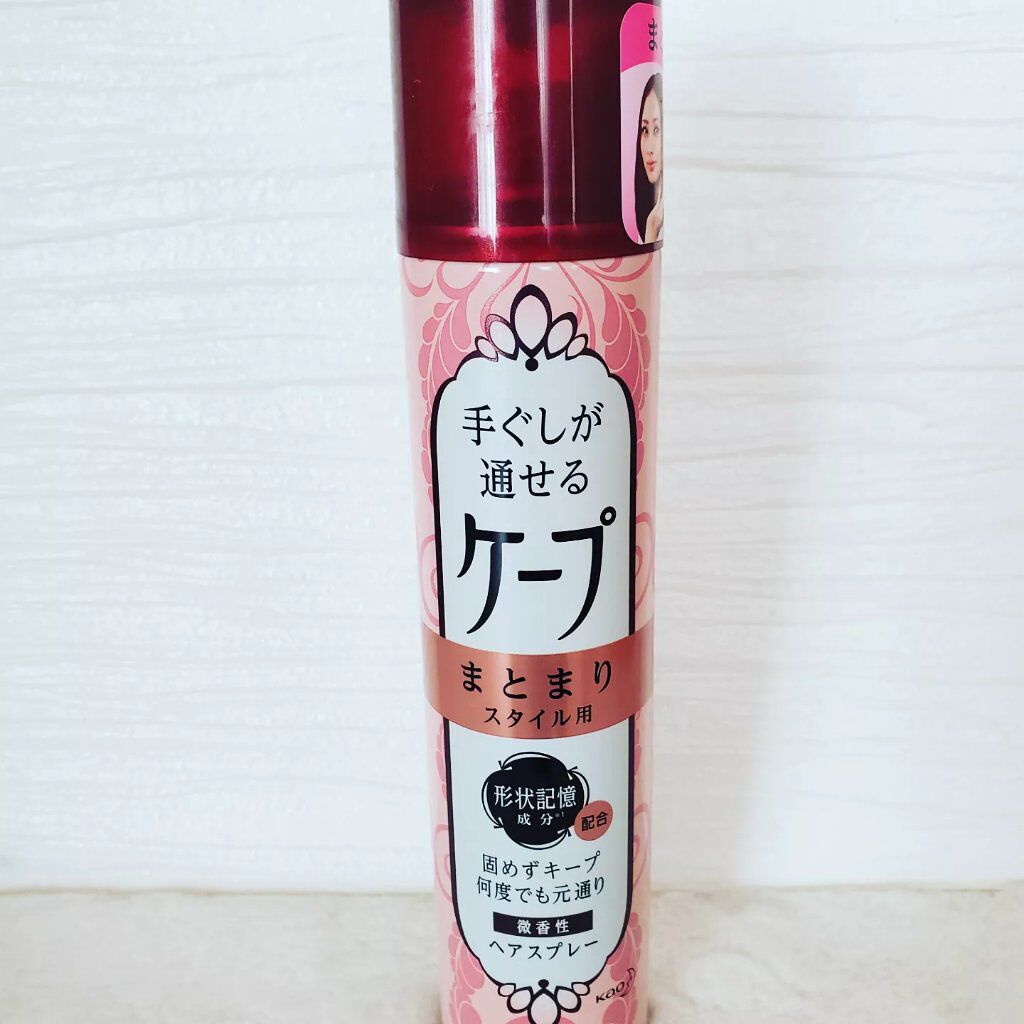 手ぐしが
通せる
ケープ
まとまり
スタイル用
形状記憶
成分※1
配合
固めずキープ
何度でも元通り
微香性
ヘアスプレー
Kao